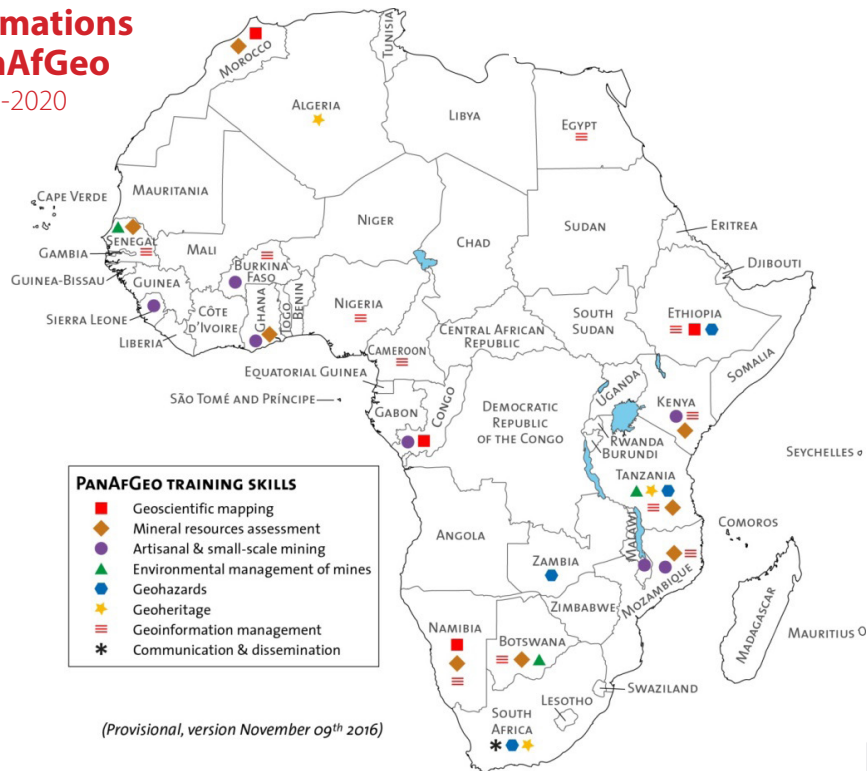 rmations
nAfGeo
-2020
MOROCCO
TUNISIA
ALGERIA
LIBYA
EGYPT
CAPE VERDE
MAURITANIA
SENEGAL
GAMBIA
GUINEA-BISSAU
MALI
NIGER
CHAD
SUDAN
ERITREA
DJIBOUTI
GUINEA
BURKINA
FASO
SIERRA LEONE
LIBERIA
CÔTE
D'IVOIRE
GHANA
TOGO
BENIN
NIGERIA
CAMEROON
CENTRAL AFRICAN
REPUBLIC
SOUTH
SUDAN
ETHIOPIA
SOMALIA
EQUATORIAL GUINEA
SÃO TOMÉ AND PRÍNCIPE
GABON
CONGO
DEMOCRATIC
REPUBLIC
OF THE CONGO
UGANDA
KENYA
RWANDA
BURUNDI
TANZANIA
SEYCHELLES
COMOROS
ANGOLA
ZAMBIA
MALAWI
MOZAMBIQUE
ZIMBABWE
MADAGASCAR
MAURITIUS
NAMIBIA
BOTSWANA
SWAZILAND
LESOTHO
SOUTH
AFRICA
PANAFGEO TRAINING SKILLS
Geoscientific mapping
Mineral resources assessment
Artisanal & small-scale mining
Environmental management of mines
Geohazards
Geoheritage
Geoinformation management
Communication & dissemination
(Provisional, version November 09th 2016)